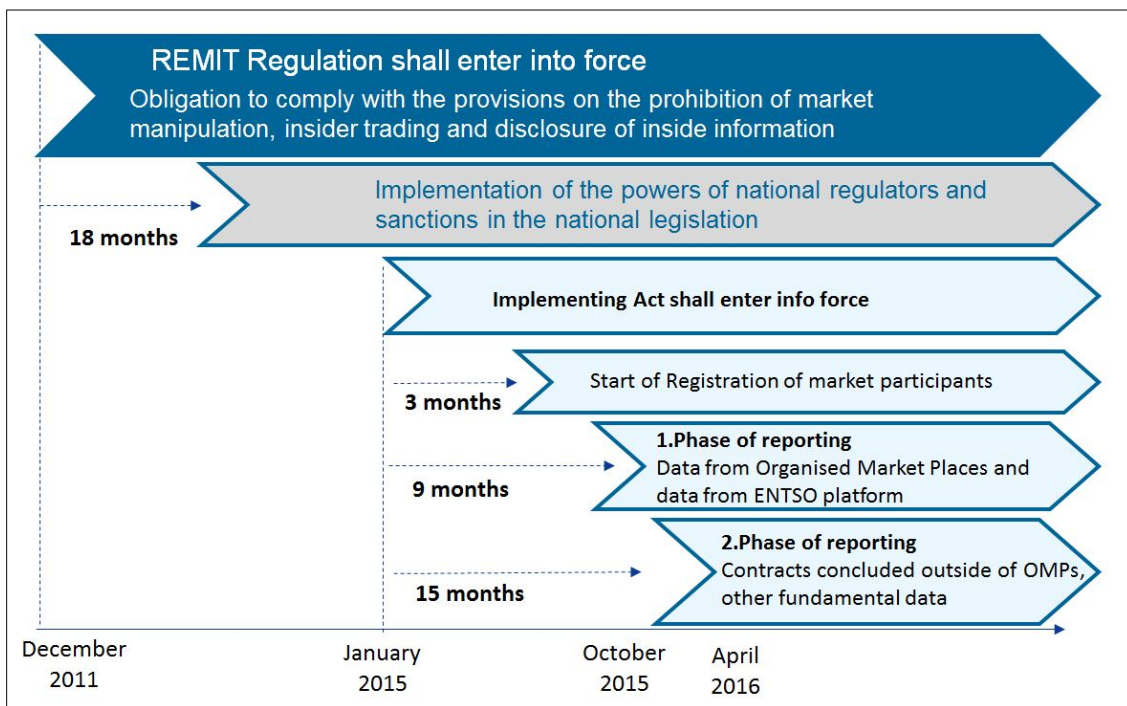 REMIT Regulation shall enter into force
Obligation to comply with the provisions on the prohibition of market
manipulation, insider trading and disclosure of inside information
Implementation of the powers of national regulators and
sanctions in the national legislation
18 months
Implementing Act shall enter info force
Start of Registration of market participants
3 months
1.Phase of reporting
Data from Organised Market Places and
data from ENTSO platform
9 months
2.Phase of reporting
Contracts concluded outside of OMPs,
other fundamental data
15 months
December
2011
January
2015
October
2015
April
2016